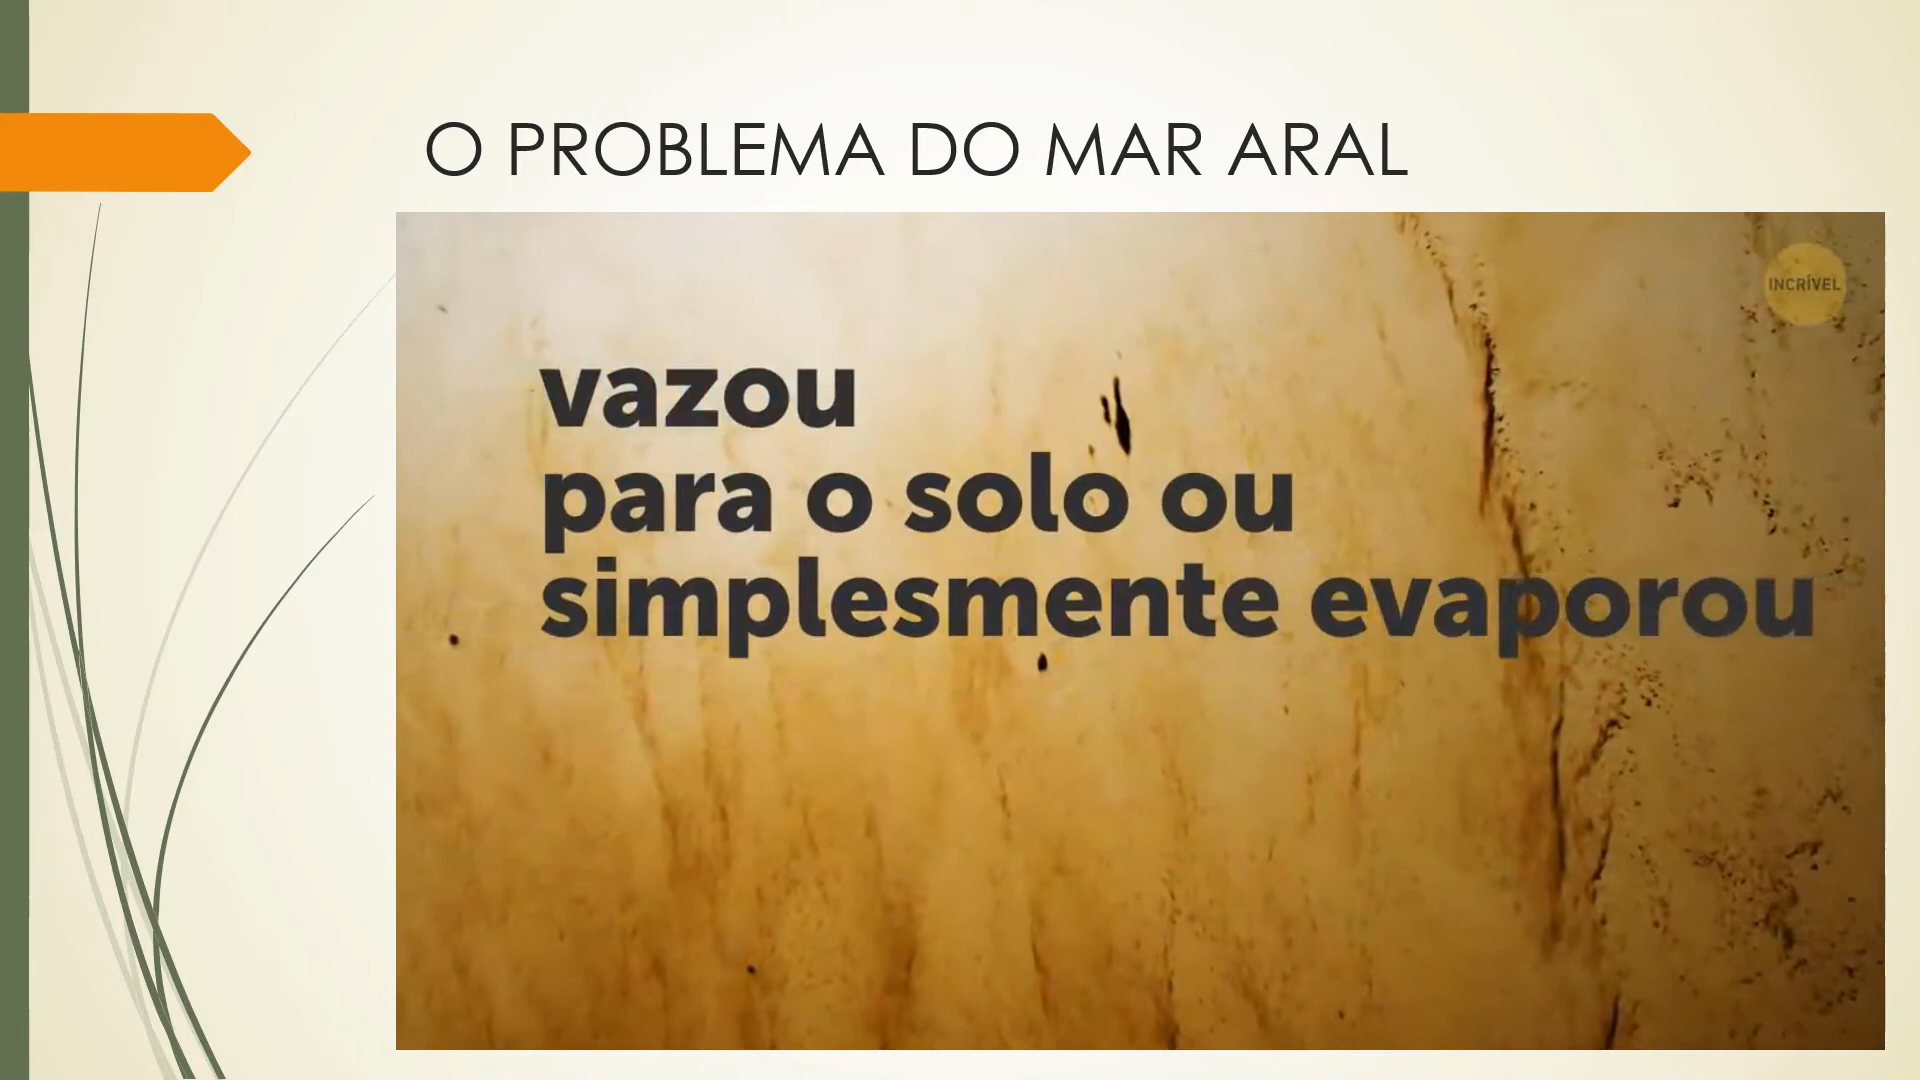 O PROBLEMA DO MAR ARAL
INCRÍVEL
vazou
para o solo ou
simplesmente evaporou